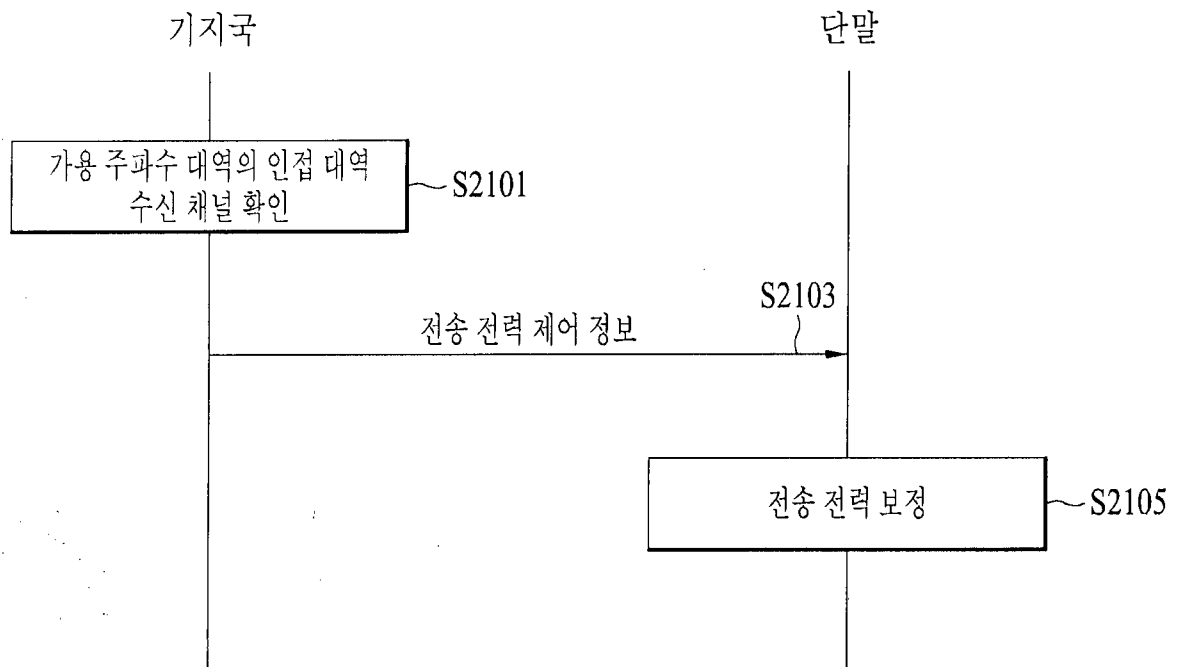 기지국
단말
가용 주파수 대역의 인접 대역
수신 채널 확인
S2101
S2103
전송 전력 제어 정보
전송 전력 보정
S2105